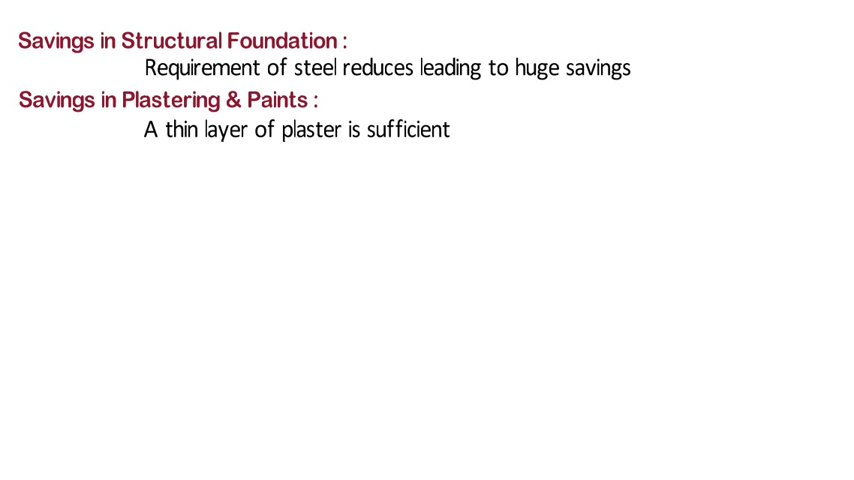 Savings in Structural Foundation :
Requirement of steel reduces leading to huge savings
Savings in Plastering & Paints :
A thin layer of plaster is sufficient